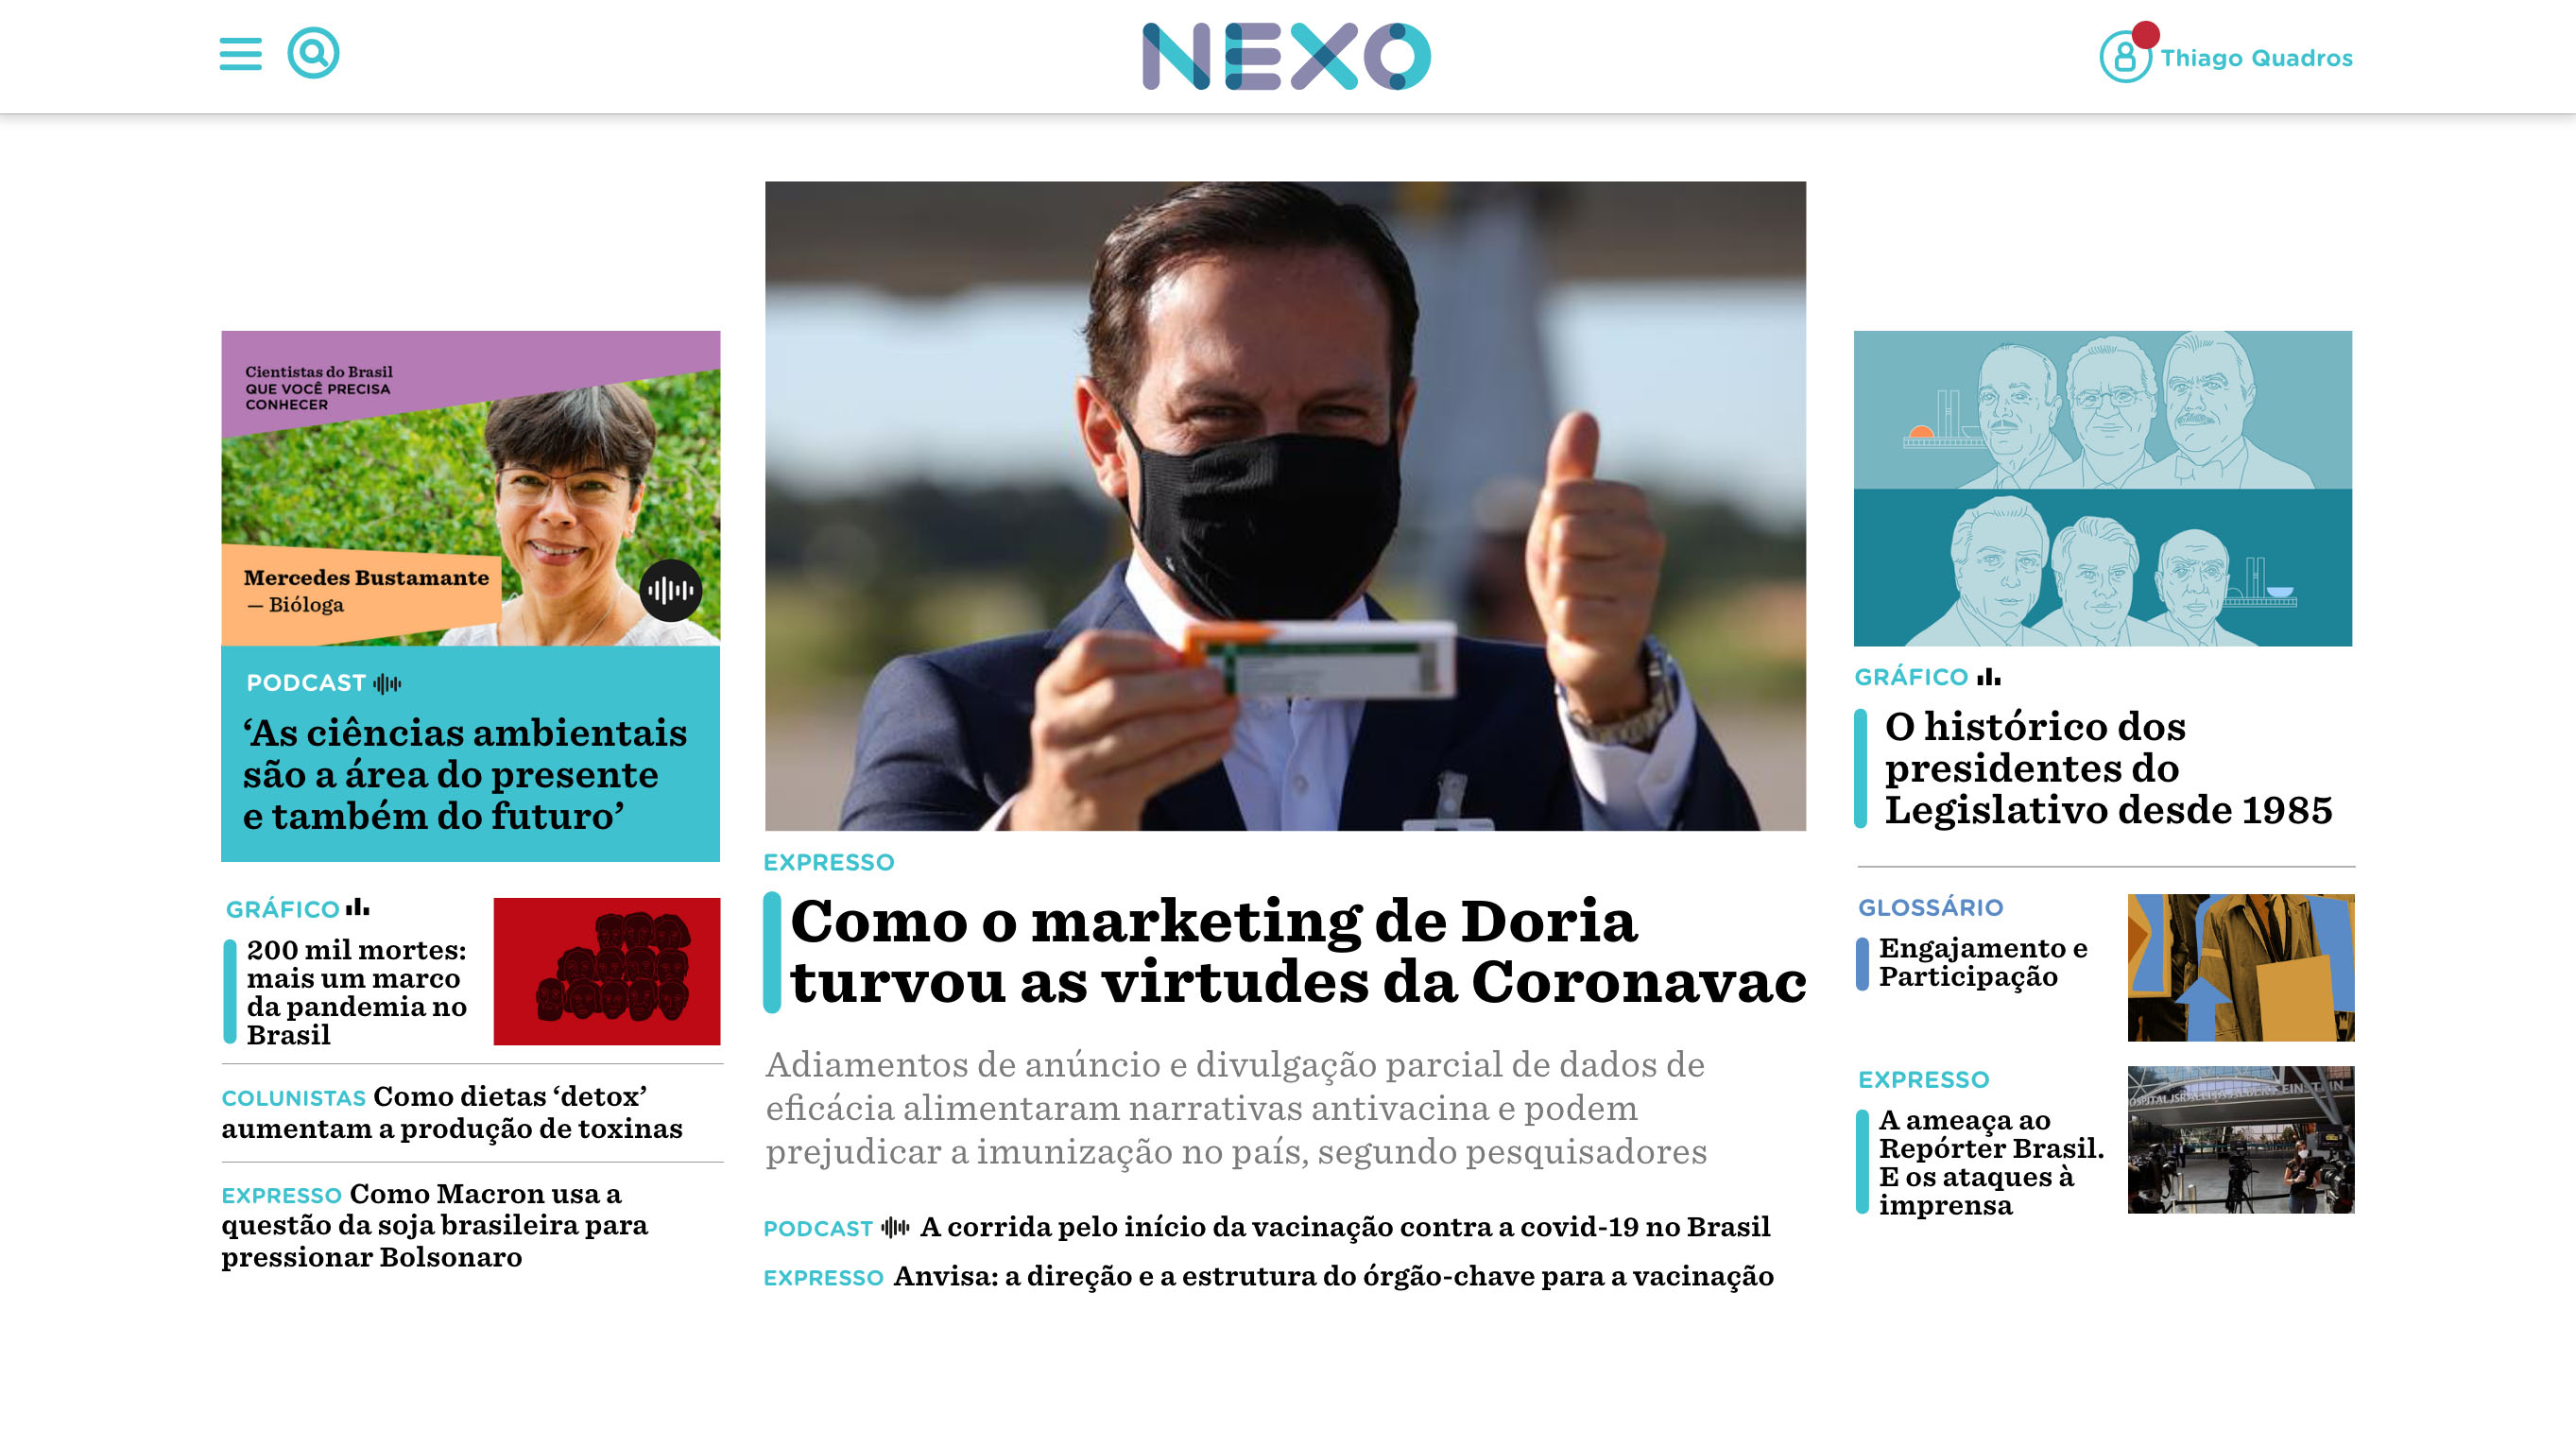 NEXO
Thiago Quadros
Cientistas do Brasil
QUE VOCÊ PRECISA
CONHECER
Mercedes Bustamante
— Bióloga
PODCAST
‘As ciências ambientais
são a área do presente
e também do futuro’
GRÁFICO
200 mil mortes:
mais um marco
da pandemia no
Brasil
COLUNISTAS Como dietas ‘detox’
aumentam a produção de toxinas
EXPRESSO Como Macron usa a
questão da soja brasileira para
pressionar Bolsonaro
EXPRESSO
Como o marketing de Doria
turvou as virtudes da Coronavac
Adiamentos de anúncio e divulgação parcial de dados de
eficácia alimentaram narrativas antivacina e podem
prejudicar a imunização no país, segundo pesquisadores
PODCAST A corrida pelo início da vacinação contra a covid-19 no Brasil
EXPRESSO Anvisa: a direção e a estrutura do órgão-chave para a vacinação
GRÁFICO
O histórico dos
presidentes do
Legislativo desde 1985
GLOSSÁRIO
Engajamento e
Participação
EXPRESSO
A ameaça ao
Repórter Brasil.
E os ataques à
imprensa
ALBERT EINSTEIN